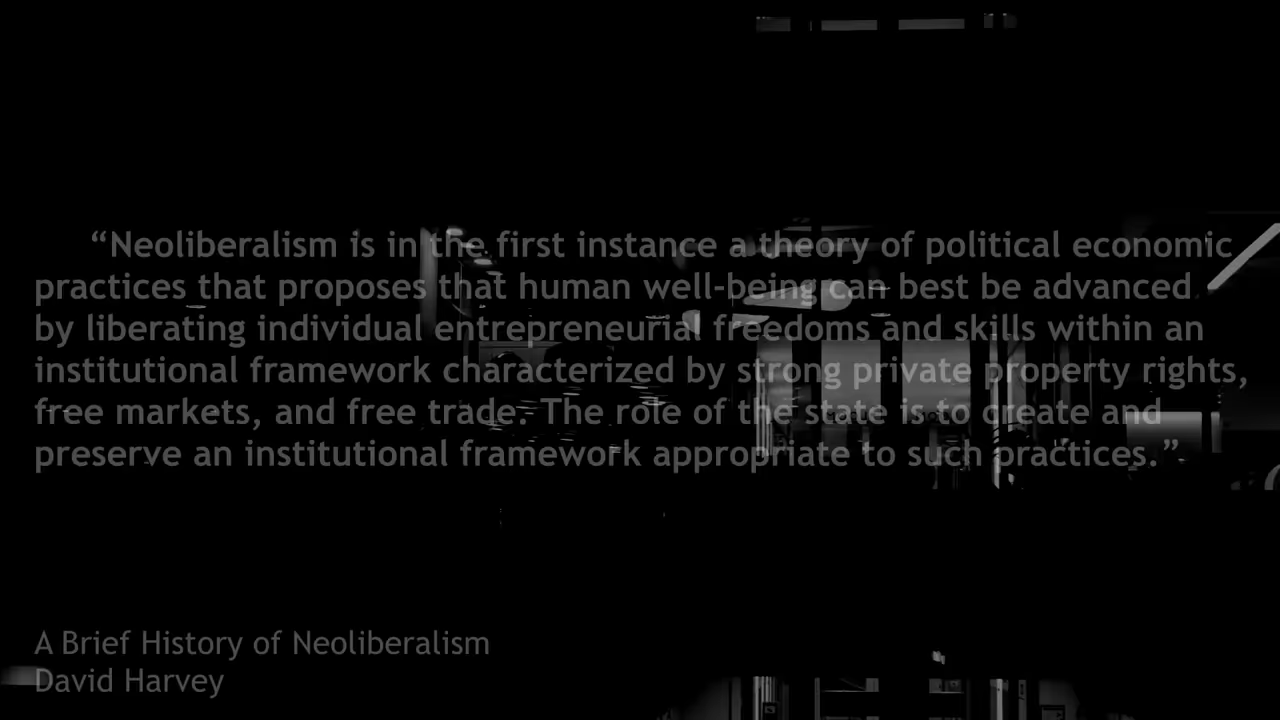 “Neoliberalism is in the first instance a theory of political economic
practices that proposes that human well-being can best be advanced
by liberating individual entrepreneurial freedoms and skills within an
institutional framework characterized by strong private property rights,
free markets, and free trade. The role of the state is to create and
preserve an institutional framework appropriate to such practices.”
A Brief History of Neoliberalism
David Harvey